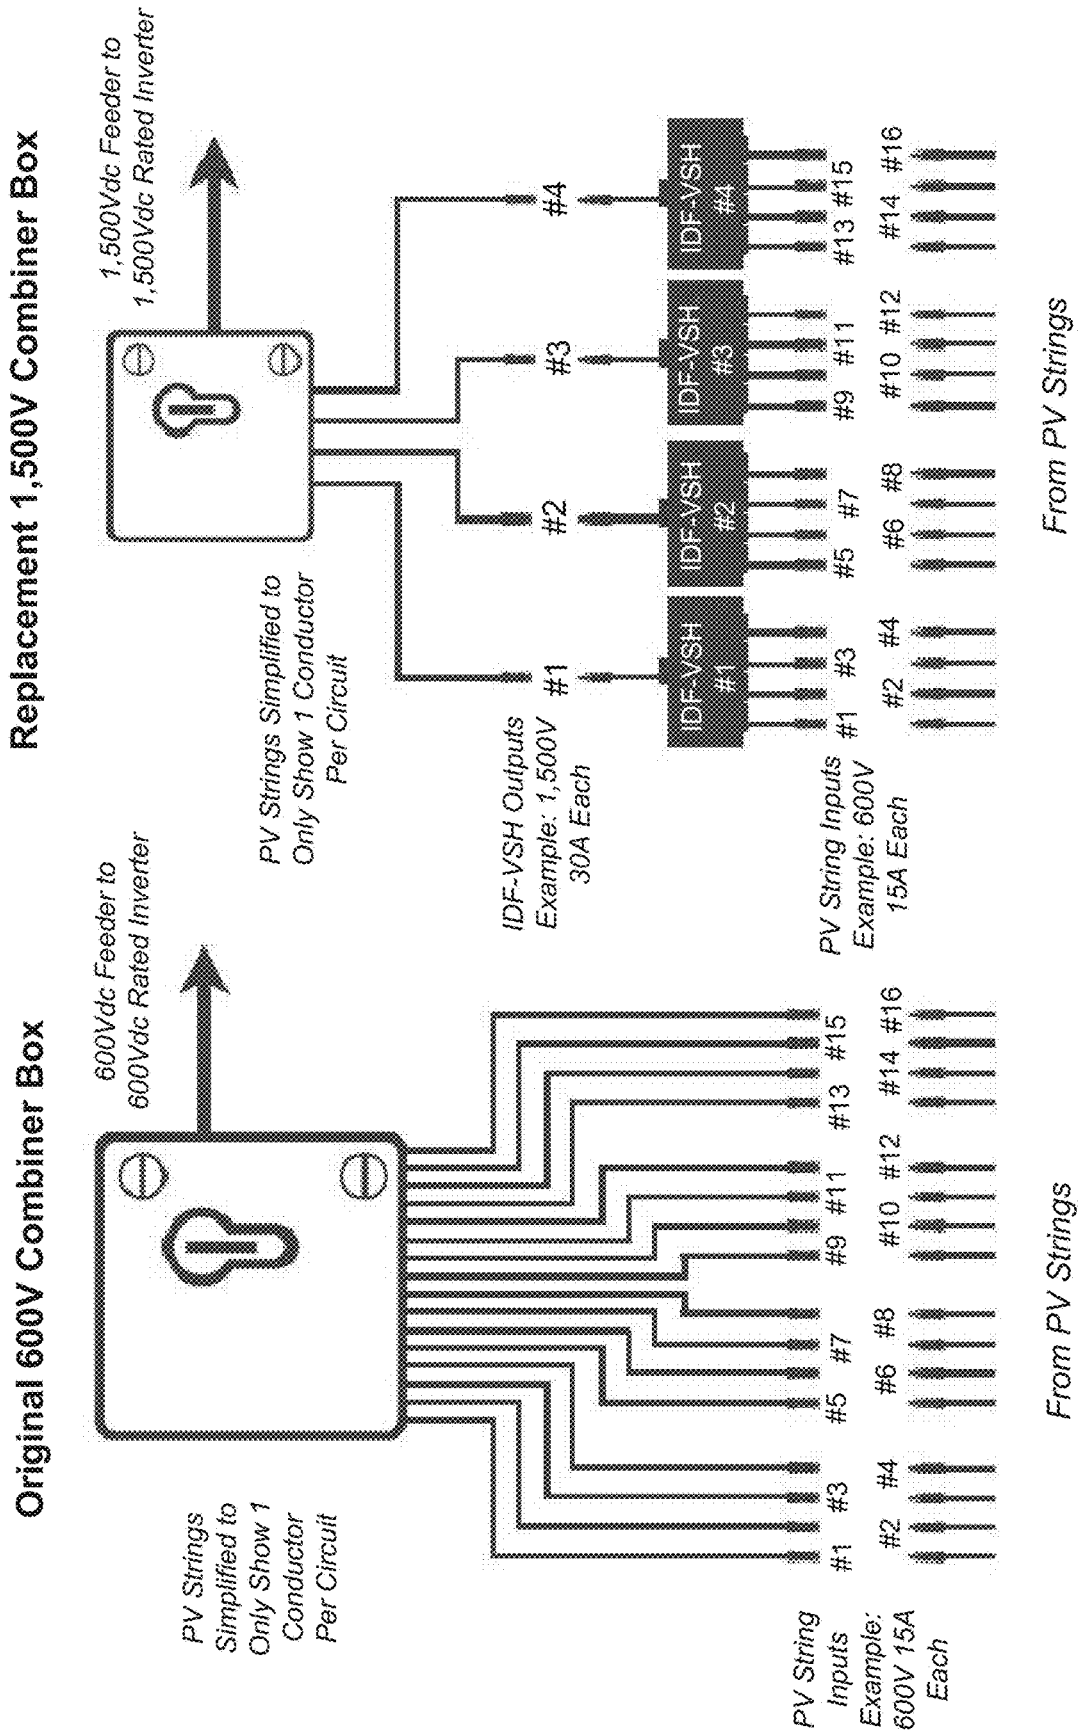 Original 600V Combiner Box
600Vdc Feeder to
600Vdc Rated Inverter
PV Strings
Simplified to
Only Show 1
Conductor
Per Circuit
PV String
Inputs
Example:
600V 15A
Each
#1 #3 #5 #7 #9 #11 #13 #15
#2 #4 #6 #8 #10 #12 #14 #16
From PV Strings
Replacement 1,500V Combiner Box
1,500Vdc Feeder to
1,500Vdc Rated Inverter
PV Strings Simplified to
Only Show 1 Conductor
Per Circuit
IDF-VSH Outputs
Example: 1,500V
30A Each
#1 #2 #3 #4
IDF-VSH
#1
IDF-VSH
#2
IDF-VSH
#3
IDF-VSH
#4
PV String Inputs
Example: 600V
15A Each
#1 #3 #5 #7 #9 #11 #13 #15
#2 #4 #6 #8 #10 #12 #14 #16
From PV Strings